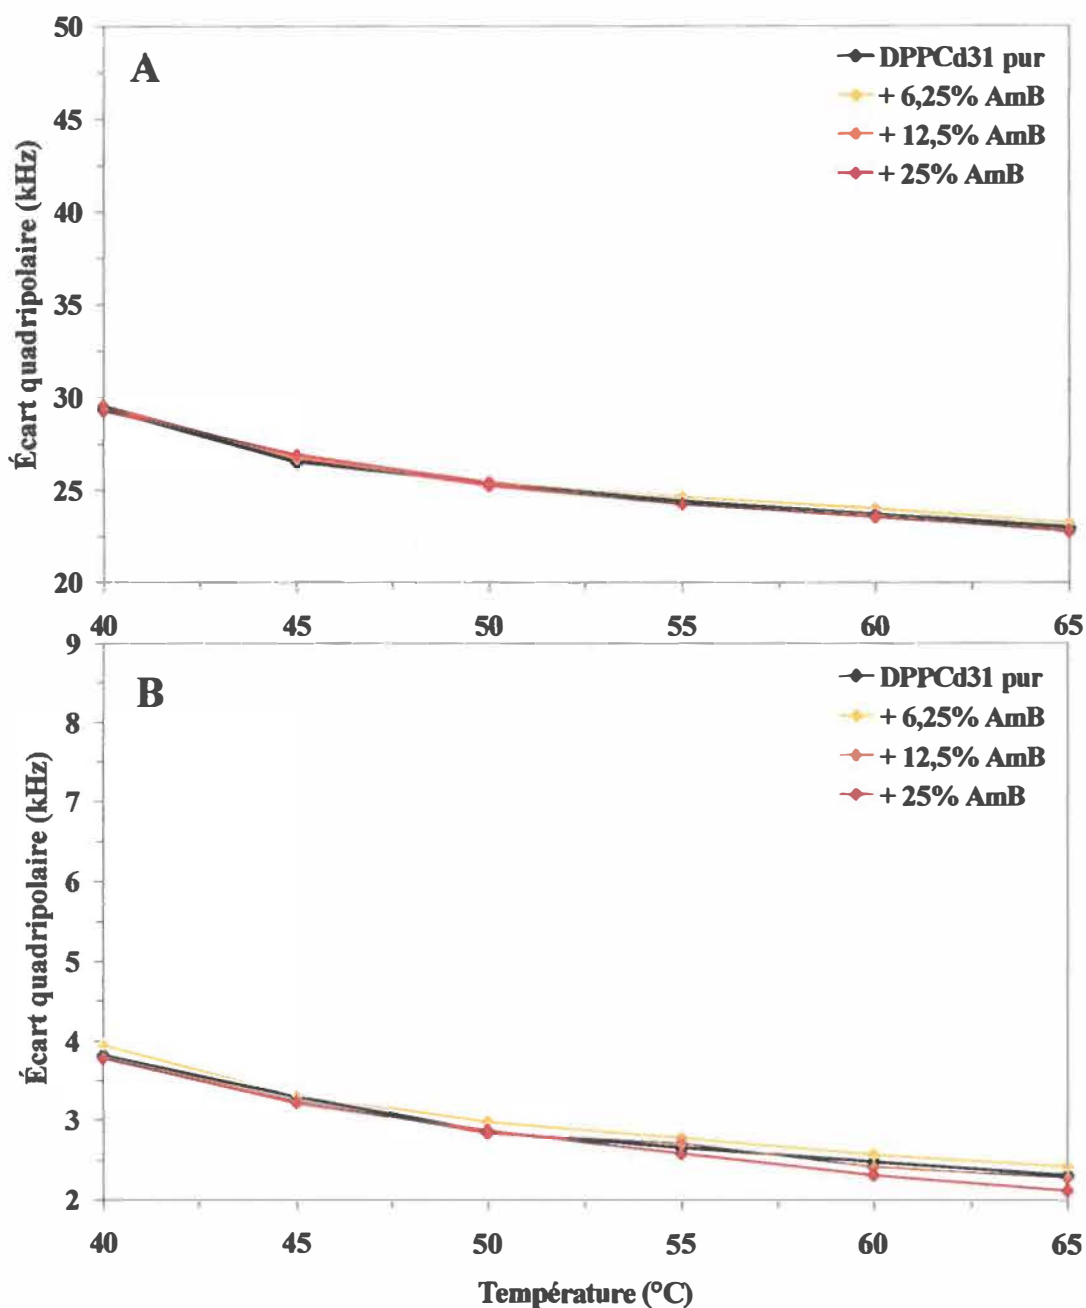 A
DPPCd31 pur
+ 6,25% AmB
+ 12,5% AmB
+ 25% AmB
Écart quadripolaire (kHz)
50
45
40
35
30
25
20
40 45 50 55 60 65
B
DPPCd31 pur
+ 6,25% AmB
+ 12,5% AmB
+ 25% AmB
Écart quadripolaire (kHz)
9
8
7
6
5
4
3
2
40 45 50 55 60 65
Température (°C)